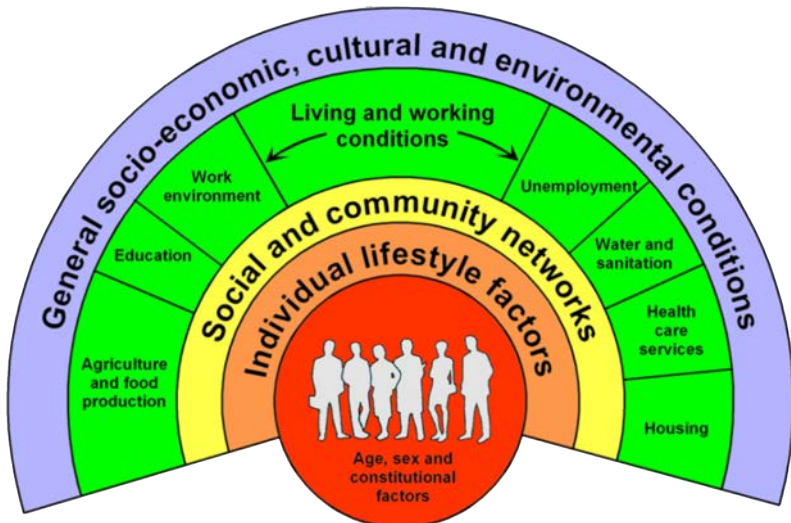 General socio-economic, cultural and environmental conditions
Living and working
conditions
Work
environment
Unemployment
Education
Water and
sanitation
Agriculture
and food
production
Health
care
services
Housing
Social and community networks
Individual lifestyle factors
Age, sex and
constitutional
factors